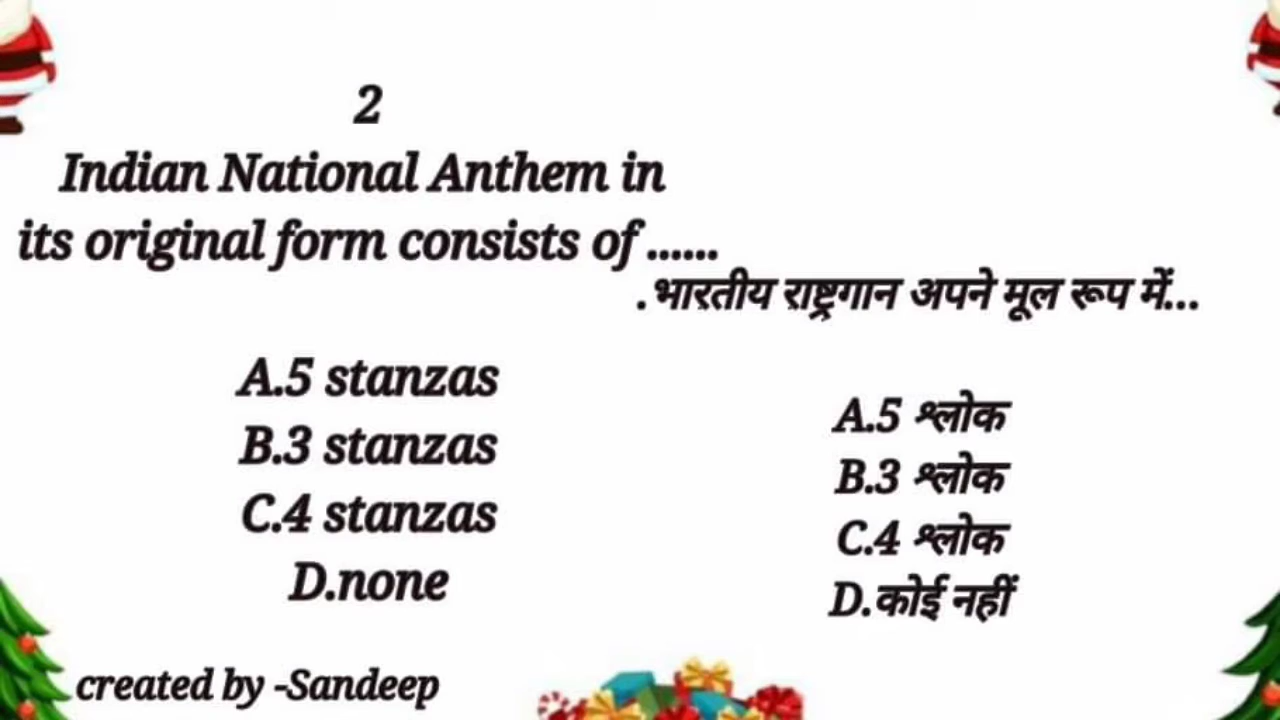 2
Indian National Anthem in
its original form consists of ......
.भारतीय राष्ट्रगान अपने मूल रूप में...
A.5 stanzas
B.3 stanzas
C.4 stanzas
D.none
A.5 श्लोक
B.3 श्लोक
C.4 श्लोक
D.कोई नहीं
created by -Sandeep